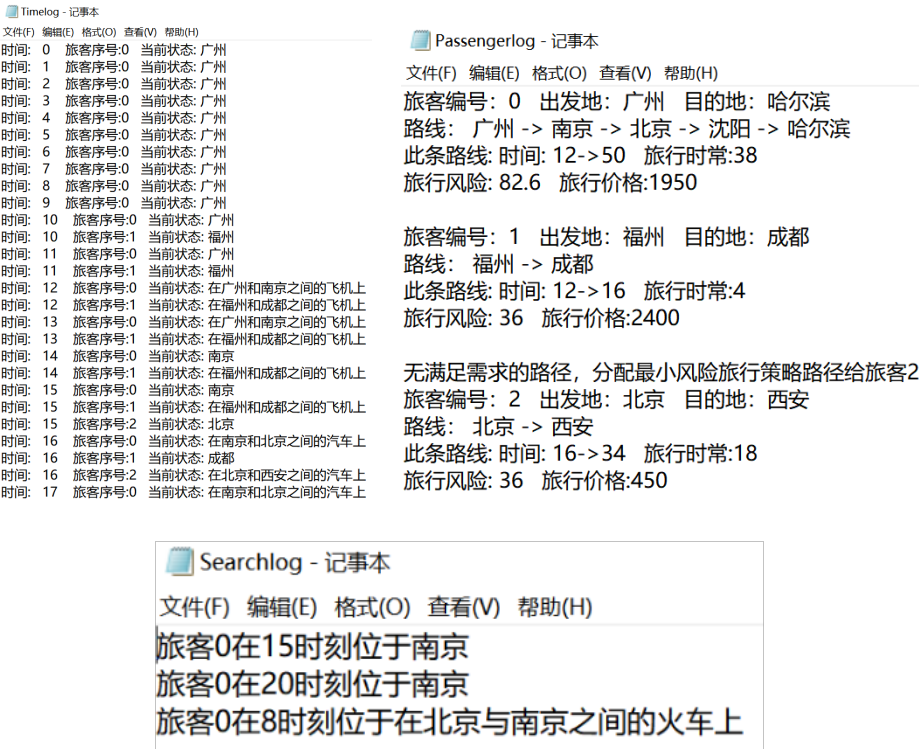 Timelog - 记事本
文件(F) 编辑(E) 格式(O) 查看(V) 帮助(H)
时间: 0 旅客序号:0 当前状态: 广州
时间: 1 旅客序号:0 当前状态: 广州
时间: 2 旅客序号:0 当前状态: 广州
时间: 3 旅客序号:0 当前状态: 广州
时间: 4 旅客序号:0 当前状态: 广州
时间: 5 旅客序号:0 当前状态: 广州
时间: 6 旅客序号:0 当前状态: 广州
时间: 7 旅客序号:0 当前状态: 广州
时间: 8 旅客序号:0 当前状态: 广州
时间: 9 旅客序号:0 当前状态: 广州
时间: 10 旅客序号:0 当前状态: 广州
时间: 10 旅客序号:1 当前状态: 福州
时间: 11 旅客序号:0 当前状态: 广州
时间: 11 旅客序号:1 当前状态: 福州
时间: 12 旅客序号:0 当前状态: 在广州和南京之间的飞机上
时间: 12 旅客序号:1 当前状态: 在福州和成都之间的飞机上
时间: 13 旅客序号:0 当前状态: 在广州和南京之间的飞机上
时间: 13 旅客序号:1 当前状态: 在福州和成都之间的飞机上
时间: 14 旅客序号:0 当前状态: 南京
时间: 14 旅客序号:1 当前状态: 在福州和成都之间的飞机上
时间: 15 旅客序号:0 当前状态: 南京
时间: 15 旅客序号:1 当前状态: 在福州和成都之间的飞机上
时间: 15 旅客序号:2 当前状态: 北京
时间: 16 旅客序号:0 当前状态: 在南京和北京之间的汽车上
时间: 16 旅客序号:1 当前状态: 成都
时间: 16 旅客序号:2 当前状态: 在北京和西安之间的汽车上
时间: 17 旅客序号:0 当前状态: 在南京和北京之间的汽车上
Passengerlog - 记事本
文件(F) 编辑(E) 格式(O) 查看(V) 帮助(H)
旅客编号：0 出发地：广州 目的地：哈尔滨
路线： 广州 -> 南京 -> 北京 -> 沈阳 -> 哈尔滨
此条路线: 时间: 12->50 旅行时常:38
旅行风险: 82.6 旅行价格:1950
旅客编号：1 出发地：福州 目的地：成都
路线： 福州 -> 成都
此条路线: 时间: 12->16 旅行时常:4
旅行风险: 36 旅行价格:2400
无满足需求的路径，分配最小风险旅行策略路径给旅客2
旅客编号：2 出发地：北京 目的地：西安
路线： 北京 -> 西安
此条路线: 时间: 16->34 旅行时常:18
旅行风险: 36 旅行价格:450
Searchlog - 记事本
文件(F) 编辑(E) 格式(O) 查看(V) 帮助(H)
旅客0在15时刻位于南京
旅客0在20时刻位于南京
旅客0在8时刻位于在北京与南京之间的火车上